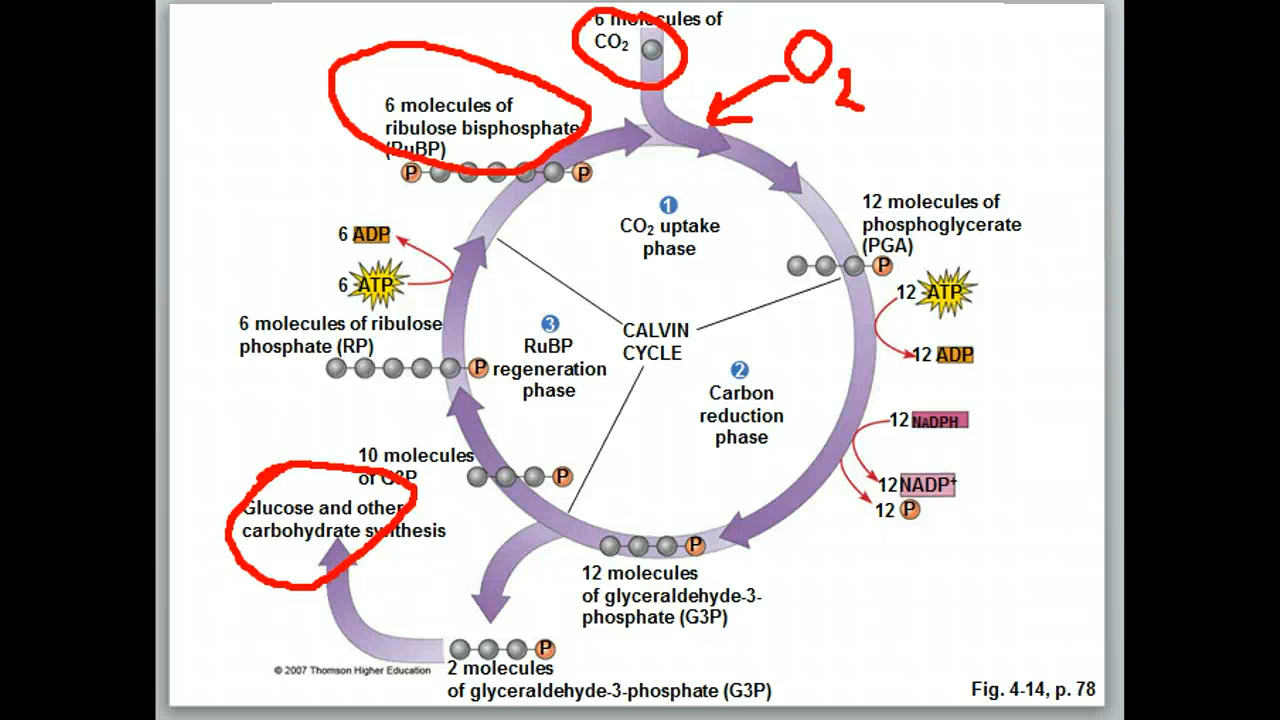 6 molecules of
CO₂
O₂
6 molecules of
ribulose bisphosphate
(RuBP)
P
P
1
CO₂ uptake
phase
12 molecules of
phosphoglycerate
(PGA)
P
6 ADP
6 ATP
12 ATP
12 ADP
6 molecules of ribulose
phosphate (RP)
P
3
RuBP
regeneration
phase
CALVIN
CYCLE
2
Carbon
reduction
phase
12 NADPH
12 NADP⁺
12 P
10 molecules
of G3P
P
Glucose and other
carbohydrate synthesis
P
12 molecules
of glyceraldehyde-3-
phosphate (G3P)
P
2 molecules
of glyceraldehyde-3-phosphate (G3P)
© 2007 Thomson Higher Education
Fig. 4-14, p. 78